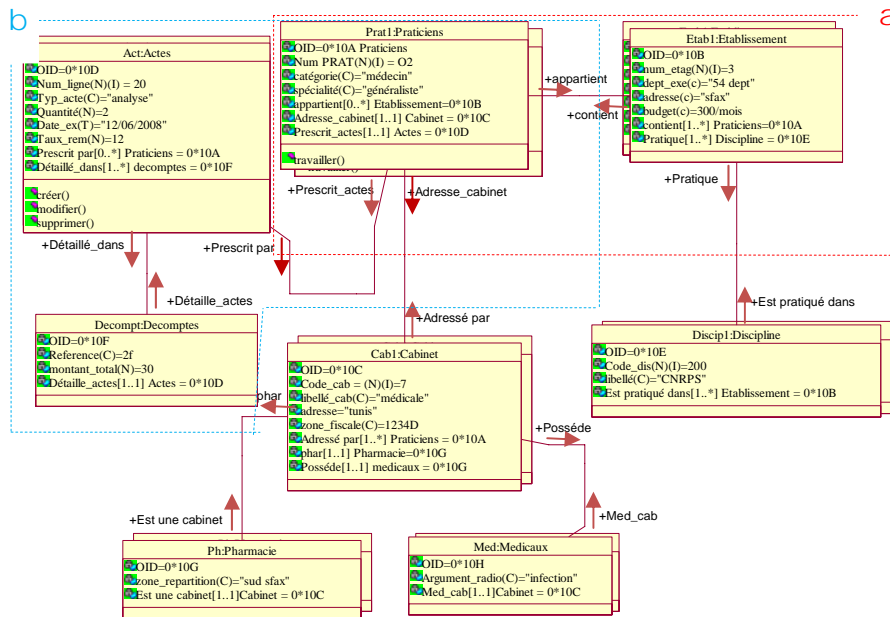 b
a
Act:Actes
OID=0*10D
Num_ligne(N)(I) = 20
Typ_acte(C)="analyse"
Quantité(N)=2
Date_ex(T)="12/06/2008"
Taux_rem(N)=12
Prescrit par[0..*] Praticiens = 0*10A
Détaillé_dans[1..*] decomptes = 0*10F
créer()
modifier()
supprimer()
Prat1:Praticiens
OID=0*10A Praticiens
Num PRAT(N)(I) = O2
catégorie(C)="médecin"
spécialité(C)="généraliste"
appartient[0..*] Etablissement=0*10B
Adresse_cabinet[1..1] Cabinet = 0*10C
Prescrit_actes[1..1] Actes = 0*10D
travailler()
Etab1:Etablissement
OID=0*10B
num_etag(N)(I)=3
dept_exe(c)="54 dept"
adresse(c)="sfax"
budget(c)=300/mois
contient[1..*] Praticiens=0*10A
Pratique[1..*] Discipline = 0*10E
+appartient
+contient
+Prescrit_actes
+Adresse_cabinet
+Pratique
+Détaillé_dans
+Prescrit par
+Détaille_actes
+Adressé par
+Est pratiqué dans
Decompt:Decomptes
OID=0*10F
Reference(C)=2f
montant_total(N)=30
Détaille_actes[1..1] Actes = 0*10D
Cab1:Cabinet
OID=0*10C
Code_cab = (N)(I)=7
libellé_cab(C)="médicale"
adresse="tunis"
zone_fiscale(C)=1234D
Adressé par[1..*] Praticiens = 0*10A
phar[1..1] Pharmacie=0*10G
Posséde[1..1] medicaux = 0*10G
Discip1:Discipline
OID=0*10E
Code_dis(N)(I)=200
libellé(C)="CNRPS"
Est pratiqué dans[1..*] Etablissement = 0*10B
phar
+Posséde
+Est une cabinet
+Med_cab
Ph:Pharmacie
OID=0*10G
zone_repartition(C)="sud sfax"
Est une cabinet[1..1]Cabinet = 0*10C
Med:Medicaux
OID=0*10H
Argument_radio(C)="infection"
Med_cab[1..1]Cabinet = 0*10C